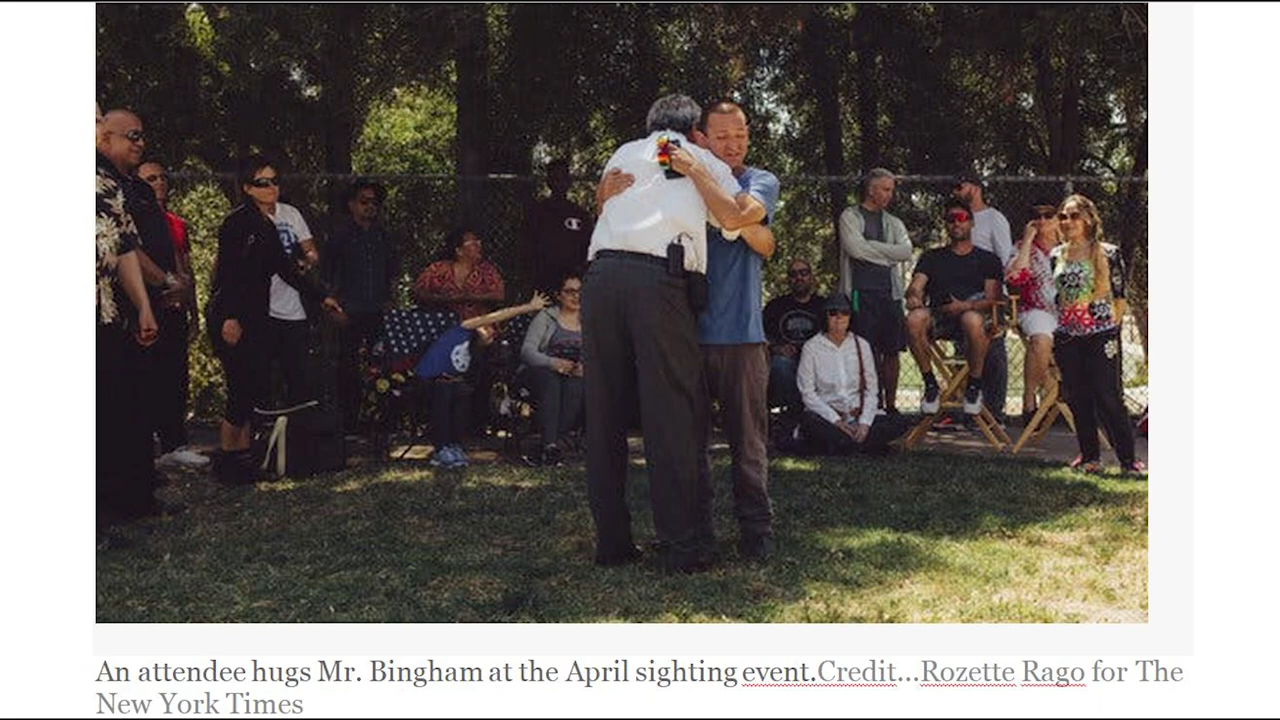 An attendee hugs Mr. Bingham at the April sighting event.Credit...Rozette Rago for The
New York Times